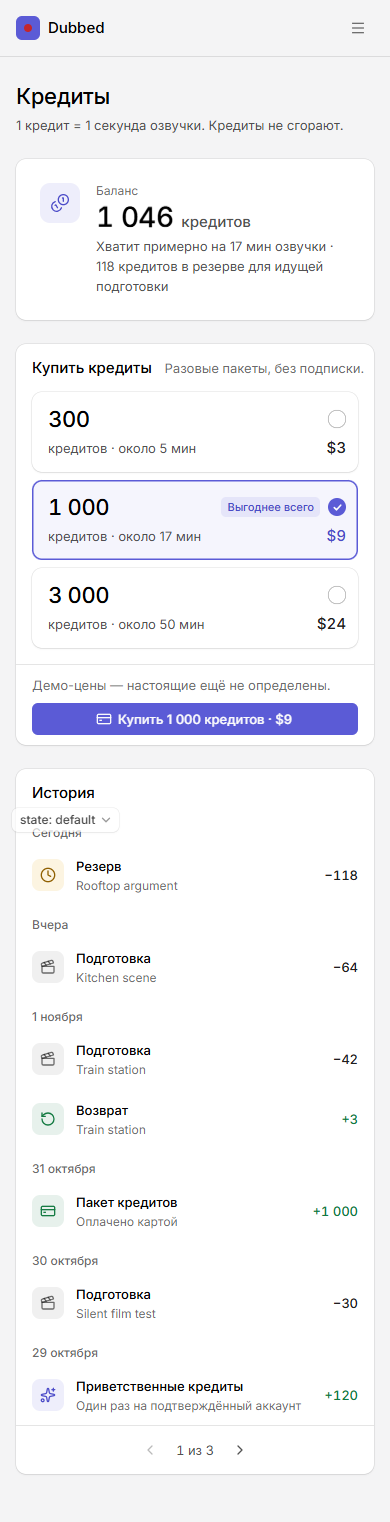 Dubbed
Кредиты
1 кредит = 1 секунда озвучки. Кредиты не сгорают.
Баланс
1 046 кредитов
Хватит примерно на 17 мин озвучки ·
118 кредитов в резерве для идущей
подготовки
Купить кредиты Разовые пакеты, без подписки.
300
кредитов · около 5 мин $3
1 000 Выгоднее всего
кредитов · около 17 мин $9
3 000
кредитов · около 50 мин $24
Демо-цены — настоящие ещё не определены.
Купить 1 000 кредитов · $9
История
state: default
Сегодня
Резерв −118
Rooftop argument
Вчера
Подготовка −64
Kitchen scene
1 ноября
Подготовка −42
Train station
Возврат +3
Train station
31 октября
Пакет кредитов +1 000
Оплачено картой
30 октября
Подготовка −30
Silent film test
29 октября
Приветственные кредиты +120
Один раз на подтверждённый аккаунт
1 из 3